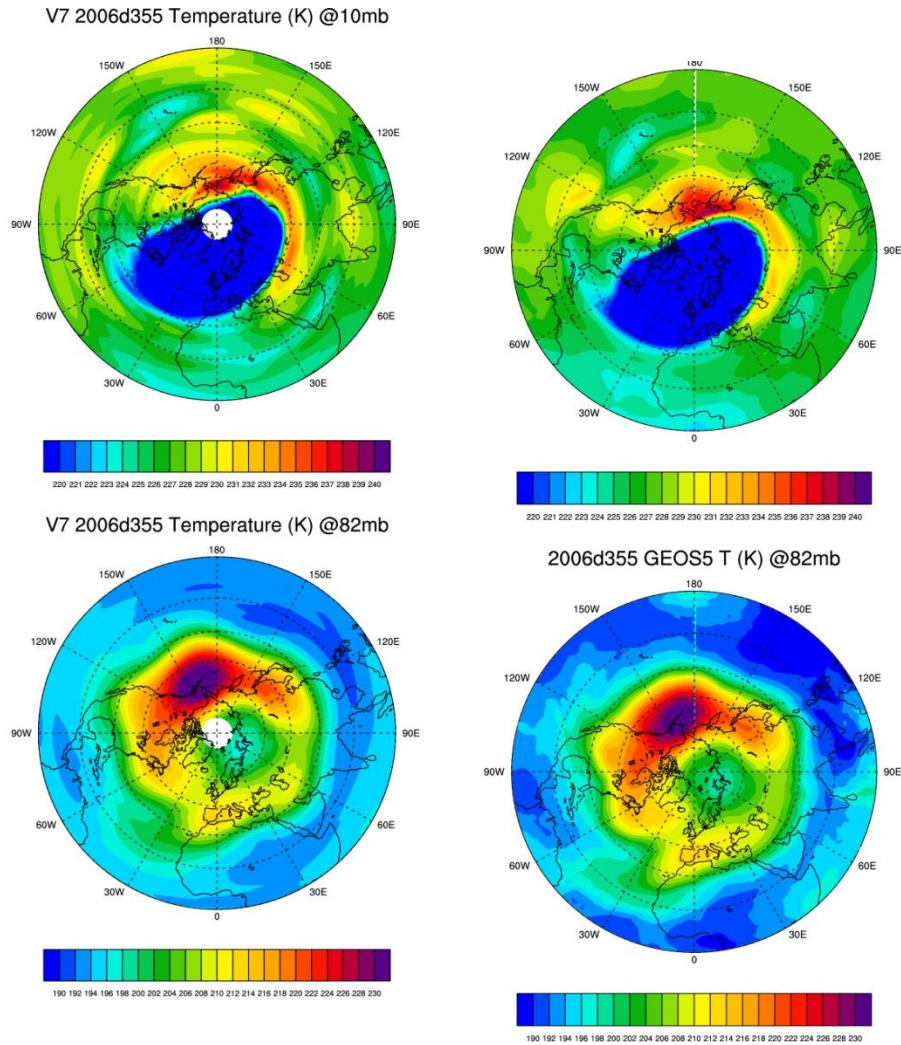 V7 2006d355 Temperature (K) @10mb
180
150W 150E
120W 120E
90W 90E
60W 60E
30W 30E
0
220 221 222 223 224 225 226 227 228 229 230 231 232 233 234 235 236 237 238 239 240
180
150W 150E
120W 120E
90W 90E
60W 60E
30W 30E
0
220 221 222 223 224 225 226 227 228 229 230 231 232 233 234 235 236 237 238 239 240
V7 2006d355 Temperature (K) @82mb
180
150W 150E
120W 120E
90W 90E
60W 60E
30W 30E
0
190 192 194 196 198 200 202 204 206 208 210 212 214 216 218 220 222 224 226 228 230
2006d355 GEOS5 T (K) @82mb
180
150W 150E
120W 120E
90W 90E
60W 60E
30W 30E
0
190 192 194 196 198 200 202 204 206 208 210 212 214 216 218 220 222 224 226 228 230